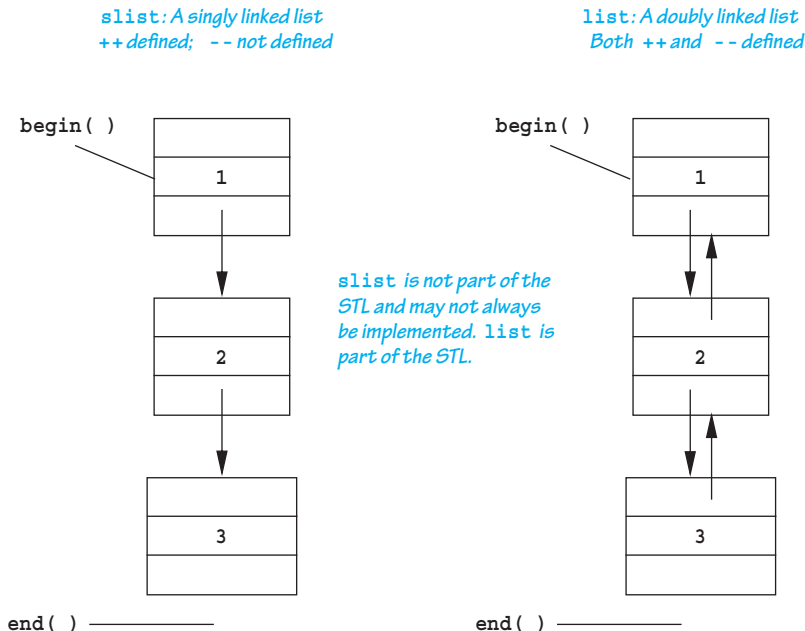 slist: A singly linked list
++ defined; -- not defined
list: A doubly linked list
Both ++ and -- defined
begin( )
1
2
3
end( )
slist is not part of the
STL and may not always
be implemented. list is
part of the STL.
begin( )
1
2
3
end( )